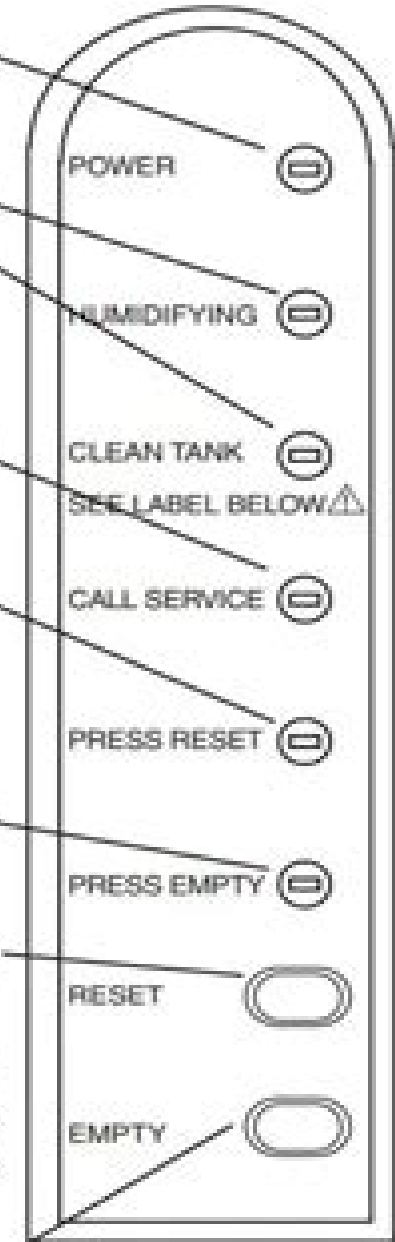 POWER
HUMIDIFYING
CLEAN TANK
SEE LABEL BELOW⚠
CALL SERVICE
PRESS RESET
PRESS EMPTY
RESET
EMPTY